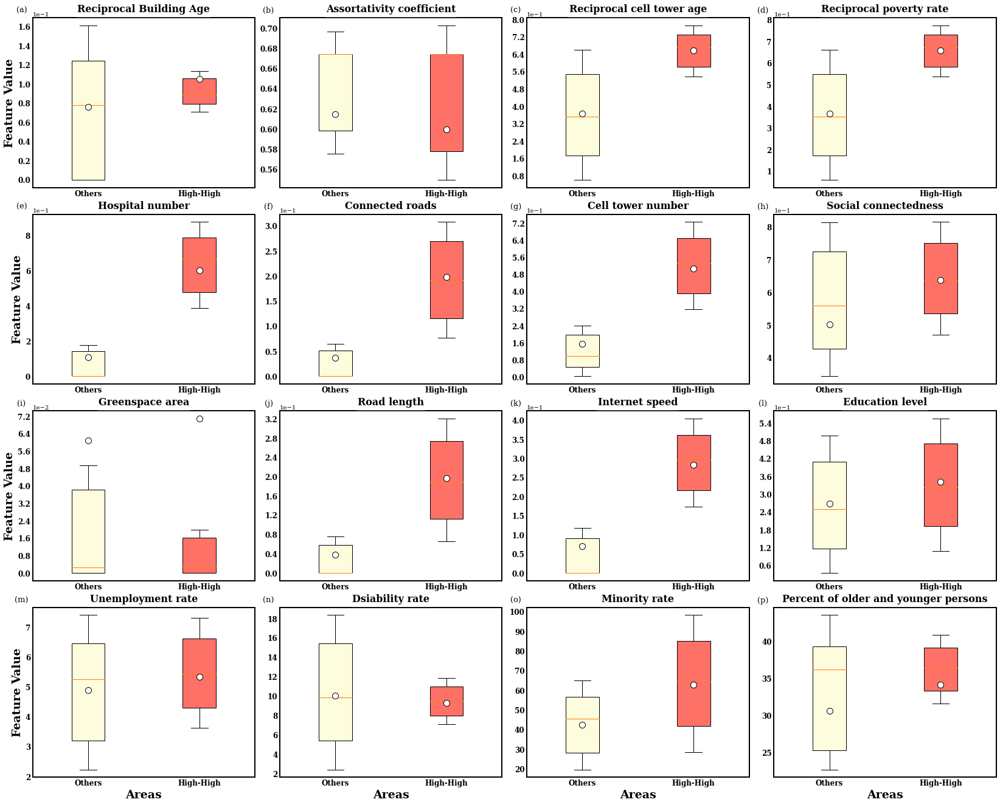 (a) Reciprocal Building Age
1e−1
1.6
1.4
1.2
1.0
0.8
0.6
0.4
0.2
0.0
Feature Value
Others High-High
(b) Assortativity coefficient
0.70
0.68
0.66
0.64
0.62
0.60
0.58
0.56
Others High-High
(c) Reciprocal cell tower age
1e−1
8.0
7.2
6.4
5.6
4.8
4.0
3.2
2.4
1.6
0.8
Others High-High
(d) Reciprocal poverty rate
1e−1
8
7
6
5
4
3
2
1
Others High-High
(e) Hospital number
1e−1
8
6
4
2
0
Feature Value
Others High-High
(f) Connected roads
1e−1
3.0
2.5
2.0
1.5
1.0
0.5
0.0
Others High-High
(g) Cell tower number
1e−1
7.2
6.4
5.6
4.8
4.0
3.2
2.4
1.6
0.8
0.0
Others High-High
(h) Social connectedness
1e−1
8
7
6
5
4
Others High-High
(i) Greenspace area
1e−2
7.2
6.4
5.6
4.8
4.0
3.2
2.4
1.6
0.8
0.0
Feature Value
Others High-High
(j) Road length
1e−1
3.2
2.8
2.4
2.0
1.6
1.2
0.8
0.4
0.0
Others High-High
(k) Internet speed
1e−1
4.0
3.5
3.0
2.5
2.0
1.5
1.0
0.5
0.0
Others High-High
(l) Education level
1e−1
5.4
4.8
4.2
3.6
3.0
2.4
1.8
1.2
0.6
Others High-High
(m) Unemployment rate
7
6
5
4
3
2
Feature Value
Others High-High
Areas
(n) Dsiability rate
18
16
14
12
10
8
6
4
2
Others High-High
Areas
(o) Minority rate
100
90
80
70
60
50
40
30
20
Others High-High
Areas
(p) Percent of older and younger persons
40
35
30
25
Others High-High
Areas